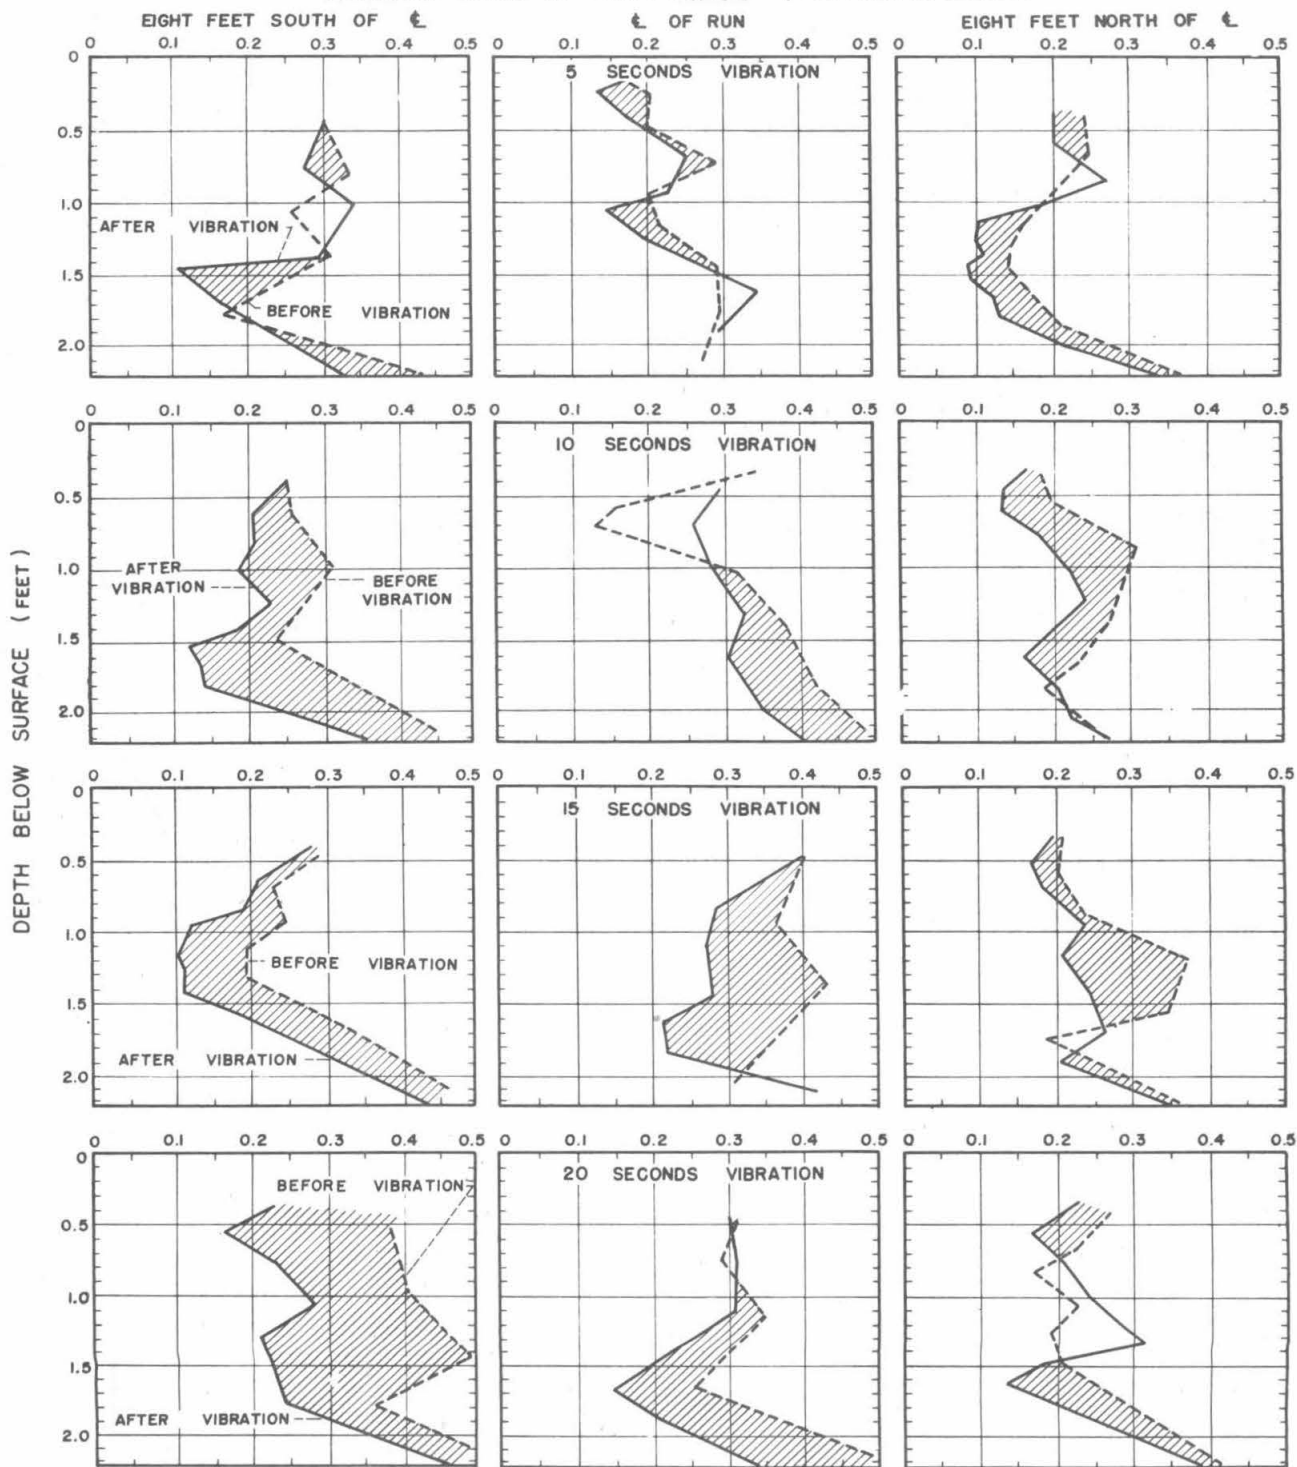 EIGHT FEET SOUTH OF ℄
℄ OF RUN
EIGHT FEET NORTH OF ℄
0 0.1 0.2 0.3 0.4 0.5
0.1 0.2 0.3 0.4 0.5
0 0.1 0.2 0.3 0.4 0.5
0
5 SECONDS VIBRATION
0.5
1.0
AFTER VIBRATION
1.5
BEFORE VIBRATION
2.0
0 0.1 0.2 0.3 0.4 0.5
0 0.1 0.2 0.3 0.4 0.5
0 0.1 0.2 0.3 0.4 0.5
0
10 SECONDS VIBRATION
0.5
1.0
AFTER
VIBRATION
BEFORE
VIBRATION
1.5
2.0
DEPTH BELOW SURFACE (FEET)
0 0.1 0.2 0.3 0.4 0.5
0 0.1 0.2 0.3 0.4 0.5
0 0.1 0.2 0.3 0.4 0.5
0
15 SECONDS VIBRATION
0.5
1.0
BEFORE VIBRATION
1.5
AFTER VIBRATION
2.0
0 0.1 0.2 0.3 0.4 0.5
0 0.1 0.2 0.3 0.4 0.5
0 0.1 0.2 0.3 0.4 0.5
0
BEFORE VIBRATION
20 SECONDS VIBRATION
0.5
1.0
1.5
AFTER VIBRATION
2.0